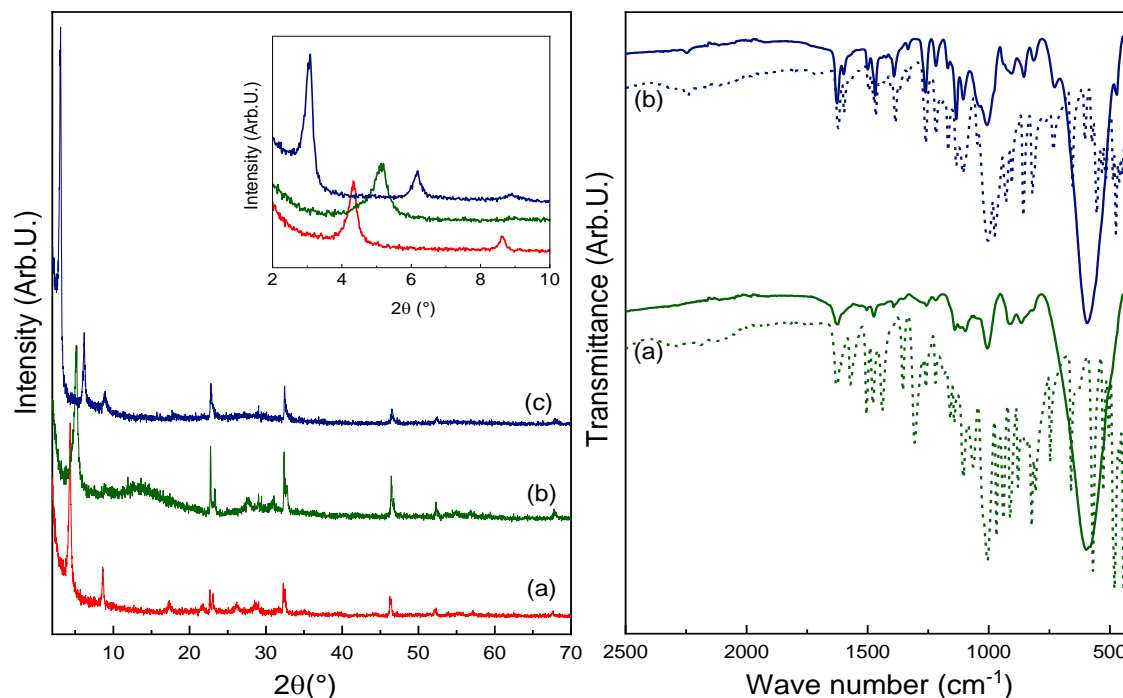 Intensity (Arb.U.)
Intensity (Arb.U.)
2 4 6 8 10
2θ (°)
(c)
(b)
(a)
10 20 30 40 50 60 70
2θ(°)
Transmittance (Arb.U.)
(b)
(a)
2500 2000 1500 1000 500
Wave number (cm⁻¹)